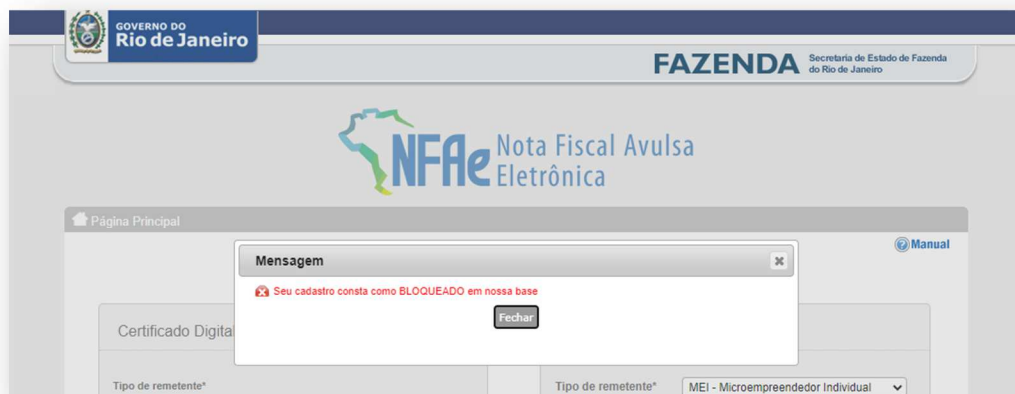 GOVERNO DO
Rio de Janeiro
FAZENDA
Secretaria de Estado de Fazenda
do Rio de Janeiro
NFAe
Nota Fiscal Avulsa
Eletrônica
Página Principal
Manual
Mensagem
Seu cadastro consta como BLOQUEADO em nossa base
Fechar
Certificado Digital
Tipo de remetente*
Tipo de remetente*
MEI - Microempreendedor Individual